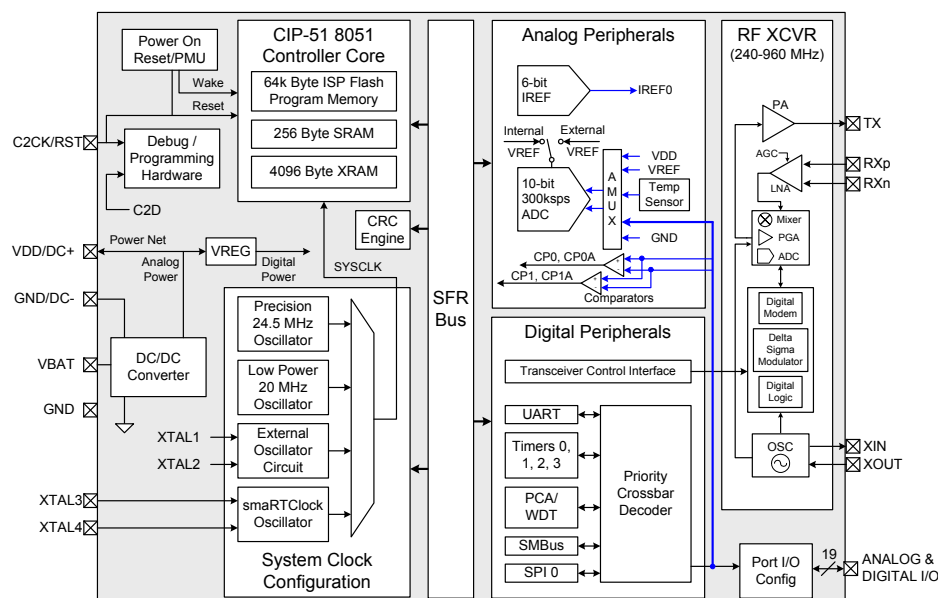 Power On
Reset/PMU
Wake
Reset
C2CK/RST
Debug /
Programming
Hardware
C2D
CIP-51 8051
Controller Core
64k Byte ISP Flash
Program Memory
256 Byte SRAM
4096 Byte XRAM
CRC
Engine
VDD/DC+
Power Net
Analog
Power
VREG
Digital
Power
SYSCLK
GND/DC-
VBAT
DC/DC
Converter
GND
XTAL1
XTAL2
XTAL3
XTAL4
Precision
24.5 MHz
Oscillator
Low Power
20 MHz
Oscillator
External
Oscillator
Circuit
smaRTClock
Oscillator
System Clock
Configuration
SFR
Bus
Analog Peripherals
6-bit
IREF
IREF0
Internal
VREF
External
VREF
10-bit
300ksps
ADC
A
M
U
X
VDD
VREF
Temp
Sensor
GND
CP0, CP0A
CP1, CP1A
+
-
+
-
Comparators
Digital Peripherals
Transceiver Control Interface
UART
Timers 0,
1, 2, 3
PCA/
WDT
SMBus
SPI 0
Priority
Crossbar
Decoder
RF XCVR
(240-960 MHz)
PA
AGC
LNA
Mixer
PGA
ADC
Digital
Modem
Delta
Sigma
Modulator
Digital
Logic
OSC
TX
RXp
RXn
XIN
XOUT
Port I/O
Config
19
ANALOG &
DIGITAL I/O